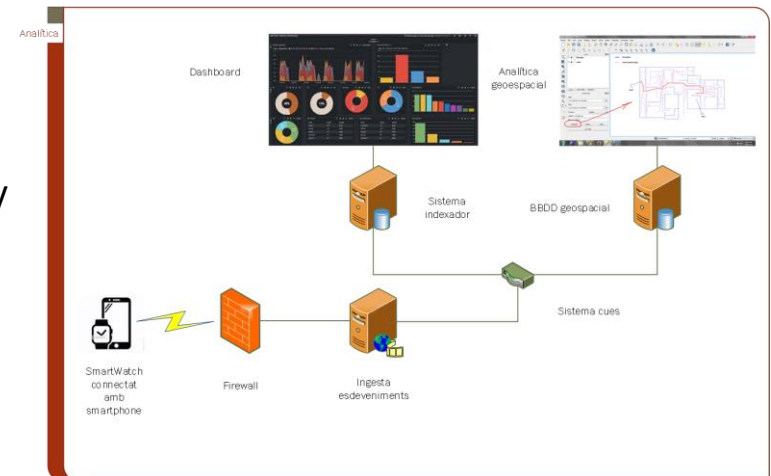 Analítica
Dashboard
Analítica
geoespacial
Sistema
indexador
BBDD geospacial
Sistema cues
SmartWatch
connectat
amb
smartphone
Firewall
Ingesta
esdeveniments
y